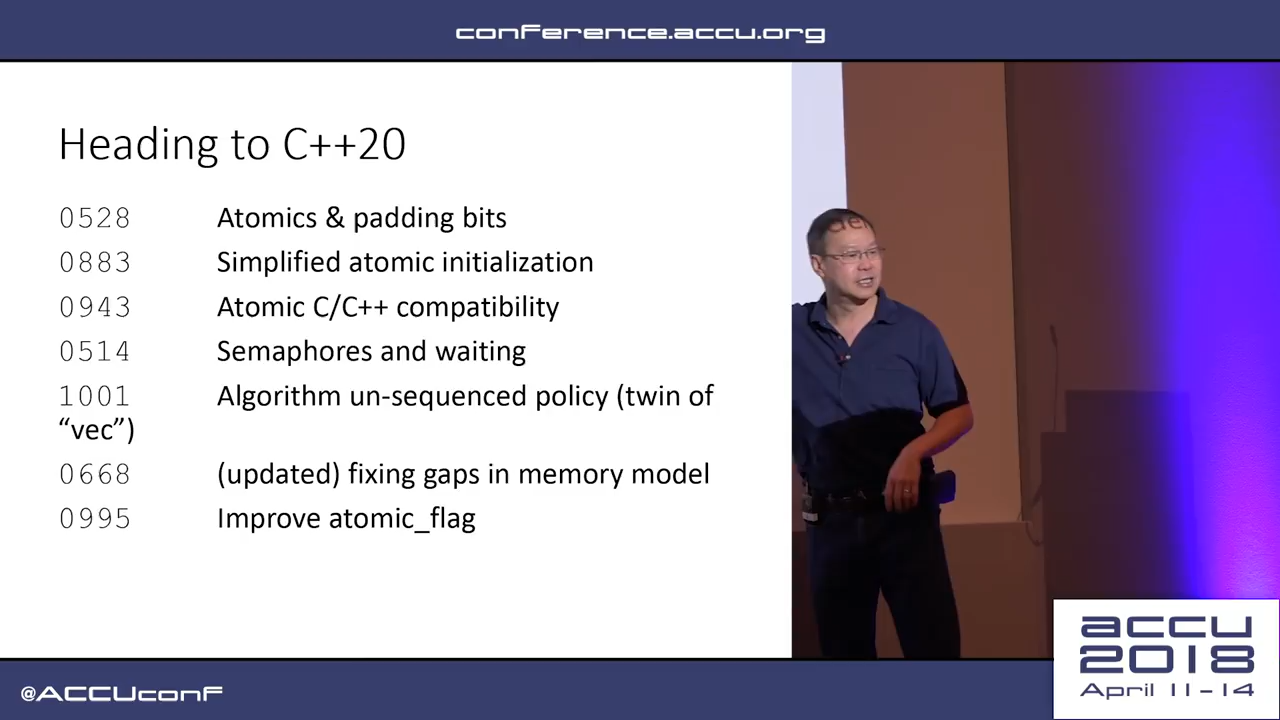 conference.accu.org
Heading to C++20
0528 Atomics & padding bits
0883 Simplified atomic initialization
0943 Atomic C/C++ compatibility
0514 Semaphores and waiting
1001 Algorithm un-sequenced policy (twin of
“vec”)
0668 (updated) fixing gaps in memory model
0995 Improve atomic_flag
accu
2018
April 11-14
@ACCUconf